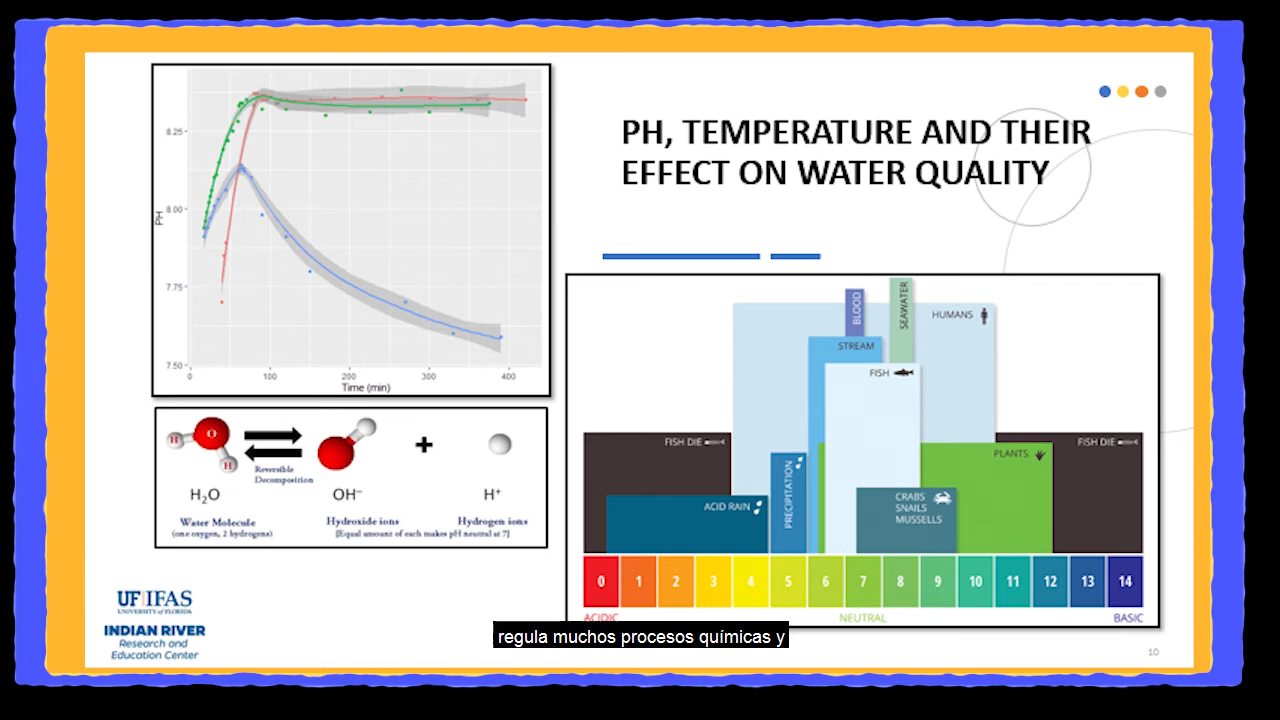 PH, TEMPERATURE AND THEIR
EFFECT ON WATER QUALITY
PH
8.25
8.00
7.75
7.50
0
100
200
300
400
Time (min)
H
O
H
Reversible
Decomposition
+
H₂O
OH⁻
H⁺
Water Molecule
(one oxygen, 2 hydrogens)
Hydroxide ions
Hydrogen ions
[Equal amount of each makes pH neutral at 7]
BLOOD
SEAWATER
HUMANS
STREAM
FISH
FISH DIE
FISH DIE
PLANTS
PRECIPITATION
ACID RAIN
CRABS
SNAILS
MUSSELLS
0 1 2 3 4 5 6 7 8 9 10 11 12 13 14
ACIDIC
NEUTRAL
BASIC
UF|IFAS
UNIVERSITY of FLORIDA
INDIAN RIVER
Research and
Education Center
regula muchos procesos químicas y
10